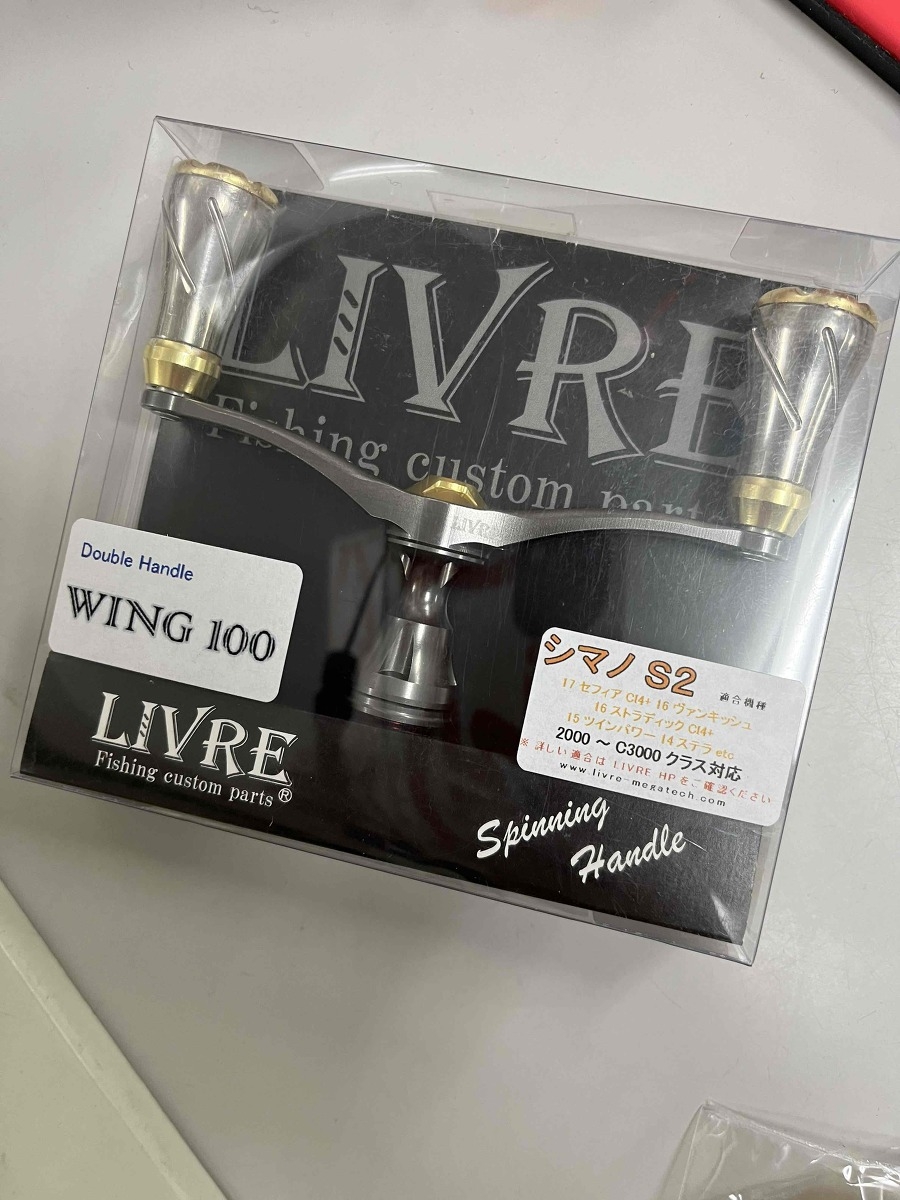 LIVRE
Fishing custom parts
LIVRE
Double Handle
WING 100
シマノ S2 適合機種
17 セフィア CI4+ 16 ヴァンキッシュ
16 ストラディック CI4+
15 ツインパワー 14 ステラ etc
2000 ～ C3000 クラス対応
※ 詳しい適合は LIVRE HP を、ご確認ください
www.livre-megatech.com
LIVRE
Fishing custom parts®
Spinning
Handle